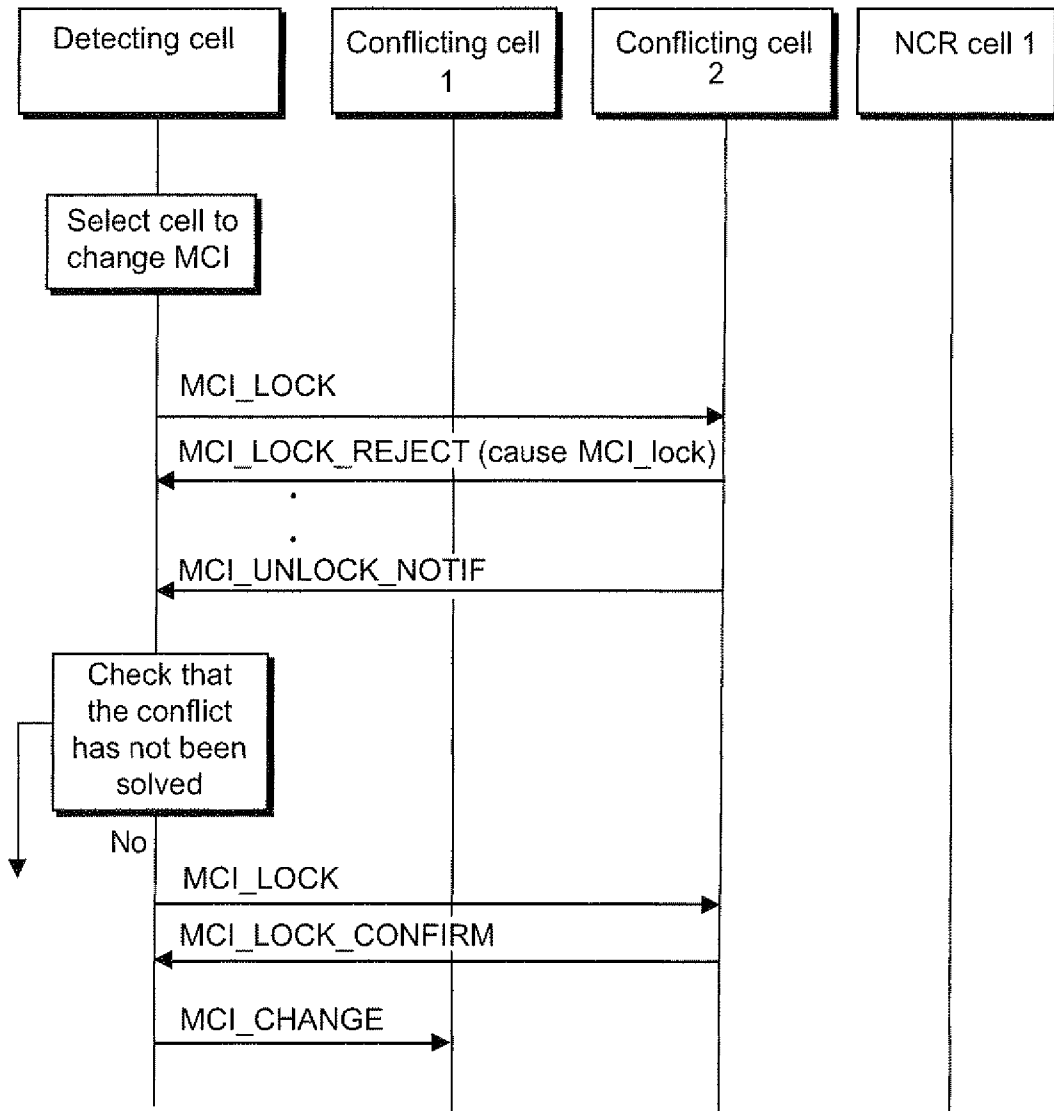 Detecting cell
Conflicting cell
1
Conflicting cell
2
NCR cell 1
Select cell to
change MCI
MCI_LOCK
MCI_LOCK_REJECT (cause MCI_lock)
MCI_UNLOCK_NOTIF
Check that
the conflict
has not been
solved
No
MCI_LOCK
MCI_LOCK_CONFIRM
MCI_CHANGE